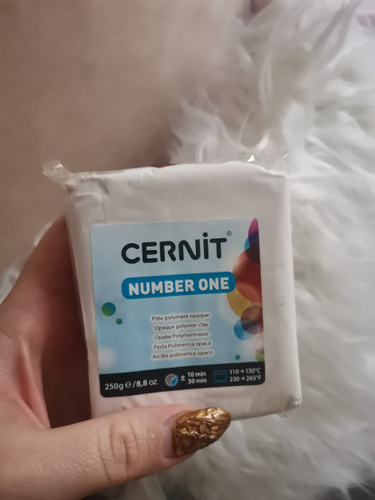 CERNiT®
NUMBER ONE
Pâte polymère opaque
Opaque polymer clay
Opake Polymermasse
Pasta Polimerica opaca
Arcilla polimérica opaco
250g e / 8,8 oz
± 10 min
30 min
110 → 130°C
230 → 265°F